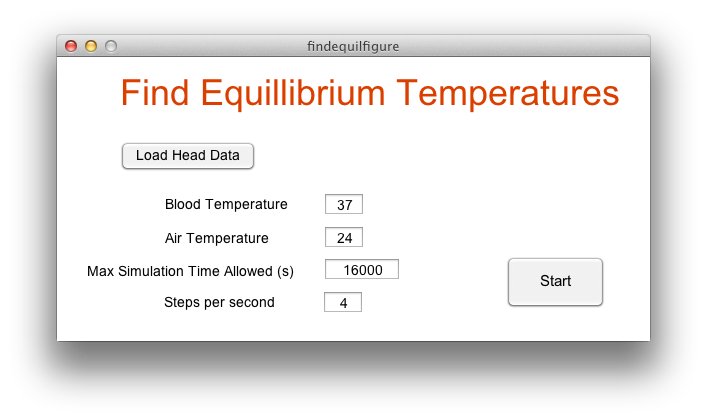 findequilfigure
Find Equillibrium Temperatures
Load Head Data
Blood Temperature 37
Air Temperature 24
Max Simulation Time Allowed (s) 16000
Start
Steps per second 4